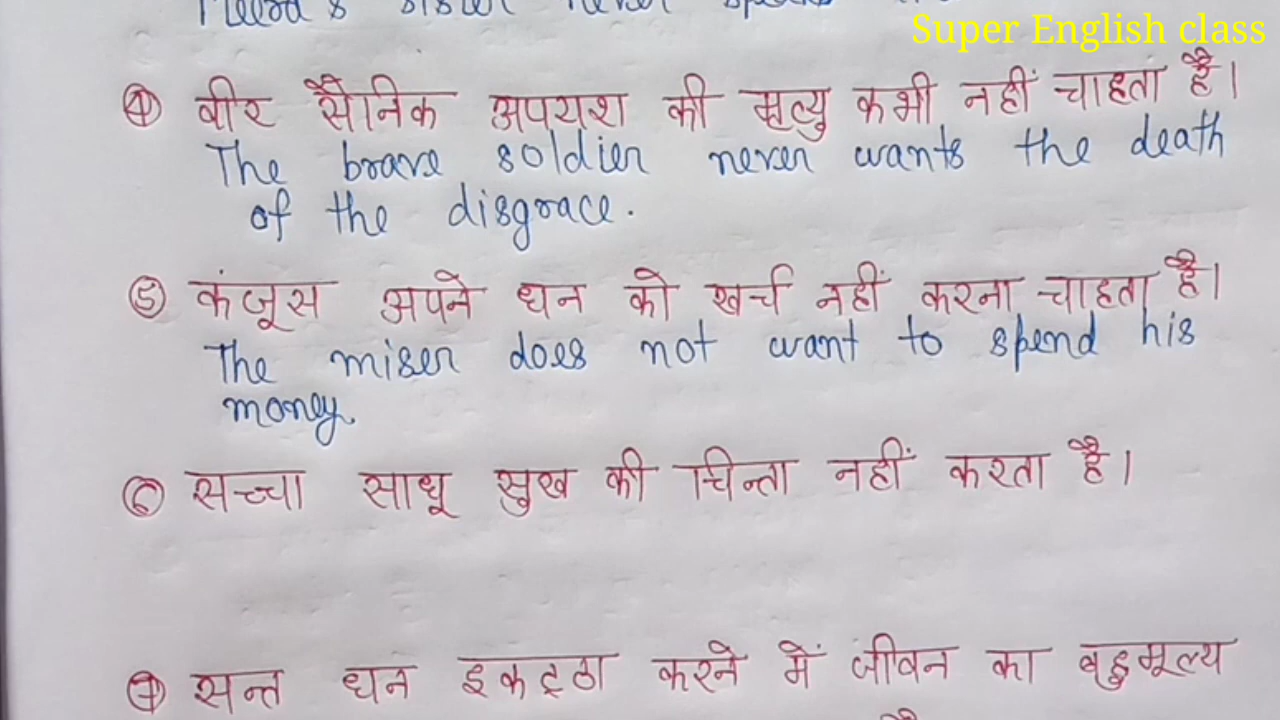 Super English class
④ वीर सैनिक अपयश की मृत्यु कभी नहीं चाहता है।
The brave soldier never wants the death
of the disgrace.
⑤ कंजूस अपने धन को खर्च नहीं करना चाहता है।
The miser does not want to spend his
money.
⑥ सच्चा साधू सुख की चिन्ता नहीं करता है।
⑦ सन्त धन इकट्ठा करने में जीवन का बहुमूल्य